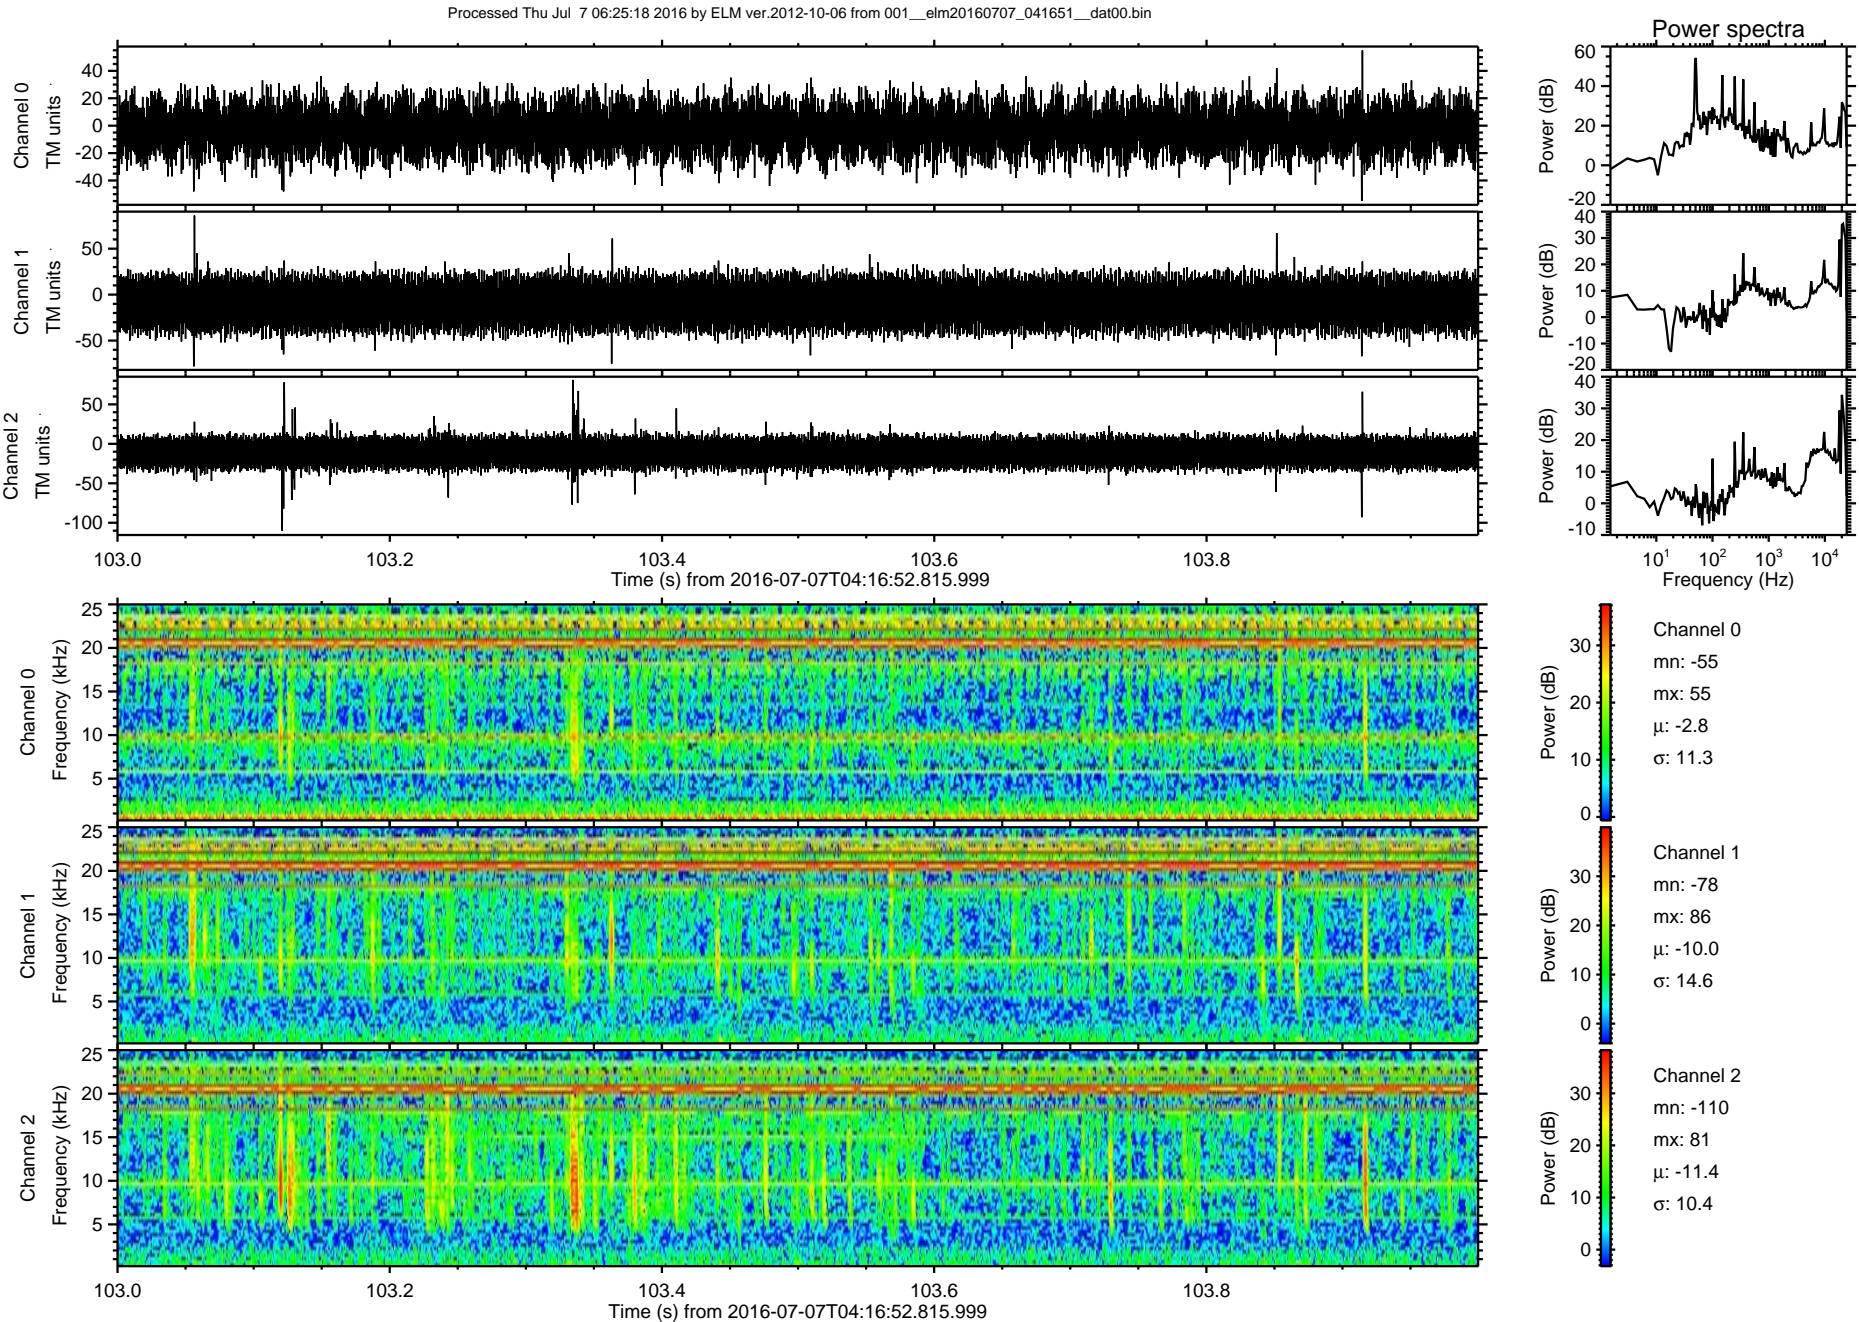 Processed Thu Jul  7 06:25:18 2016 by ELM ver.2012-10-06 from 001__elm20160707_041651__dat00.bin
Power spectra
Channel 0
TM units
40
20
0
-20
-40
Power (dB)
60
40
20
0
-20
Channel 1
TM units
50
0
-50
Power (dB)
40
30
20
10
0
-10
-20
Channel 2
TM units
50
0
-50
-100
Power (dB)
40
30
20
10
0
-10
103.0 103.2 103.4 103.6 103.8
Time (s) from 2016-07-07T04:16:52.815.999
10^1 10^2 10^3 10^4
Frequency (Hz)
Channel 0
Frequency (kHz)
25
20
15
10
5
Power (dB)
30
20
10
0
Channel 0
mn: -55
mx: 55
μ: -2.8
σ: 11.3
Channel 1
Frequency (kHz)
25
20
15
10
5
Power (dB)
30
20
10
0
Channel 1
mn: -78
mx: 86
μ: -10.0
σ: 14.6
Channel 2
Frequency (kHz)
25
20
15
10
5
Power (dB)
30
20
10
0
Channel 2
mn: -110
mx: 81
μ: -11.4
σ: 10.4
103.0 103.2 103.4 103.6 103.8
Time (s) from 2016-07-07T04:16:52.815.999